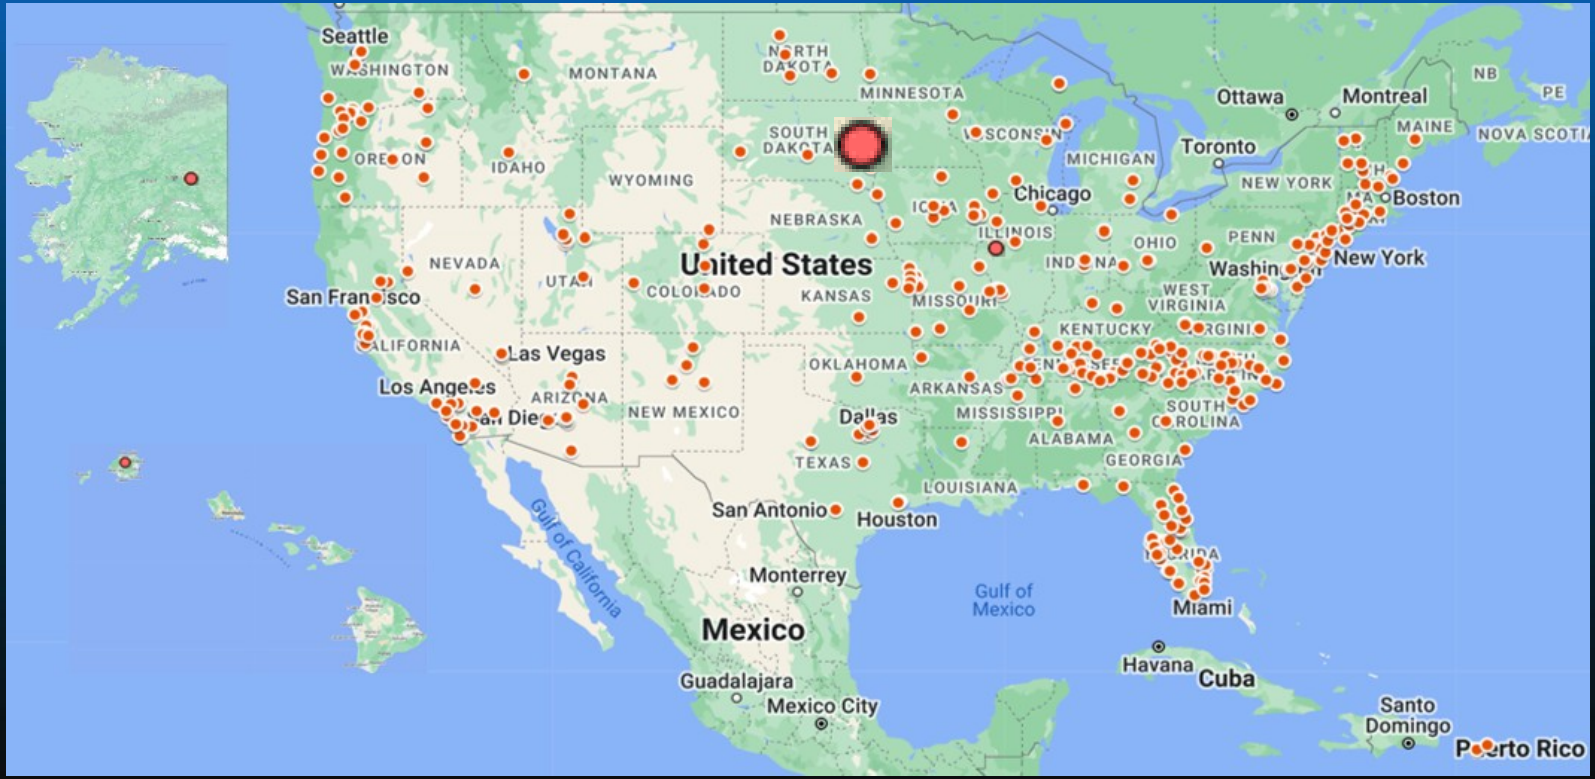 Seattle
WASHINGTON
MONTANA
NORTH
DAKOTA
MINNESOTA
Ottawa
Montreal
NB
PE
MAINE
NOVA SCOTI
SOUTH
DAKOTA
WISCONSIN
MICHIGAN
Toronto
OREGON
IDAHO
WYOMING
Chicago
NEW YORK
MA
Boston
IOWA
NEBRASKA
ILLINOIS
OHIO
PENN
NEVADA
United States
INDIANA
Washington
New York
San Francisco
UTAH
COLORADO
KANSAS
MISSOURI
WEST
VIRGINIA
CALIFORNIA
Las Vegas
KENTUCKY
VIRGINIA
Los Angeles
OKLAHOMA
TENNESSEE
ARIZONA
ARKANSAS
San Diego
NEW MEXICO
Dallas
MISSISSIPPI
SOUTH
CAROLINA
ALABAMA
TEXAS
GEORGIA
LOUISIANA
San Antonio
Houston
Gulf of California
FLORIDA
Monterrey
Gulf of
Mexico
Miami
Mexico
Havana
Cuba
Guadalajara
Mexico City
Santo
Domingo
Puerto Rico